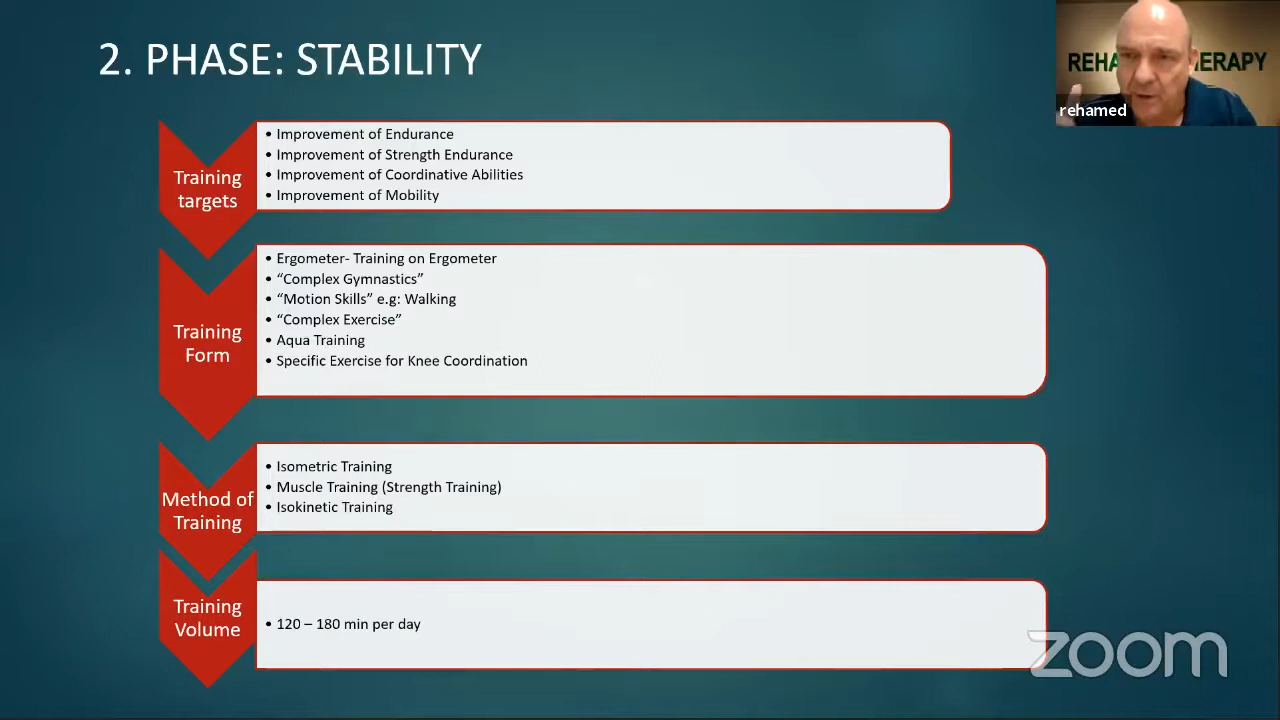 2. PHASE: STABILITY
REHA
ERAPY
rehamed
Training
targets
• Improvement of Endurance
• Improvement of Strength Endurance
• Improvement of Coordinative Abilities
• Improvement of Mobility
Training
Form
• Ergometer- Training on Ergometer
• “Complex Gymnastics”
• “Motion Skills” e.g: Walking
• “Complex Exercise”
• Aqua Training
• Specific Exercise for Knee Coordination
Method of
Training
• Isometric Training
• Muscle Training (Strength Training)
• Isokinetic Training
Training
Volume
• 120 – 180 min per day
zoom